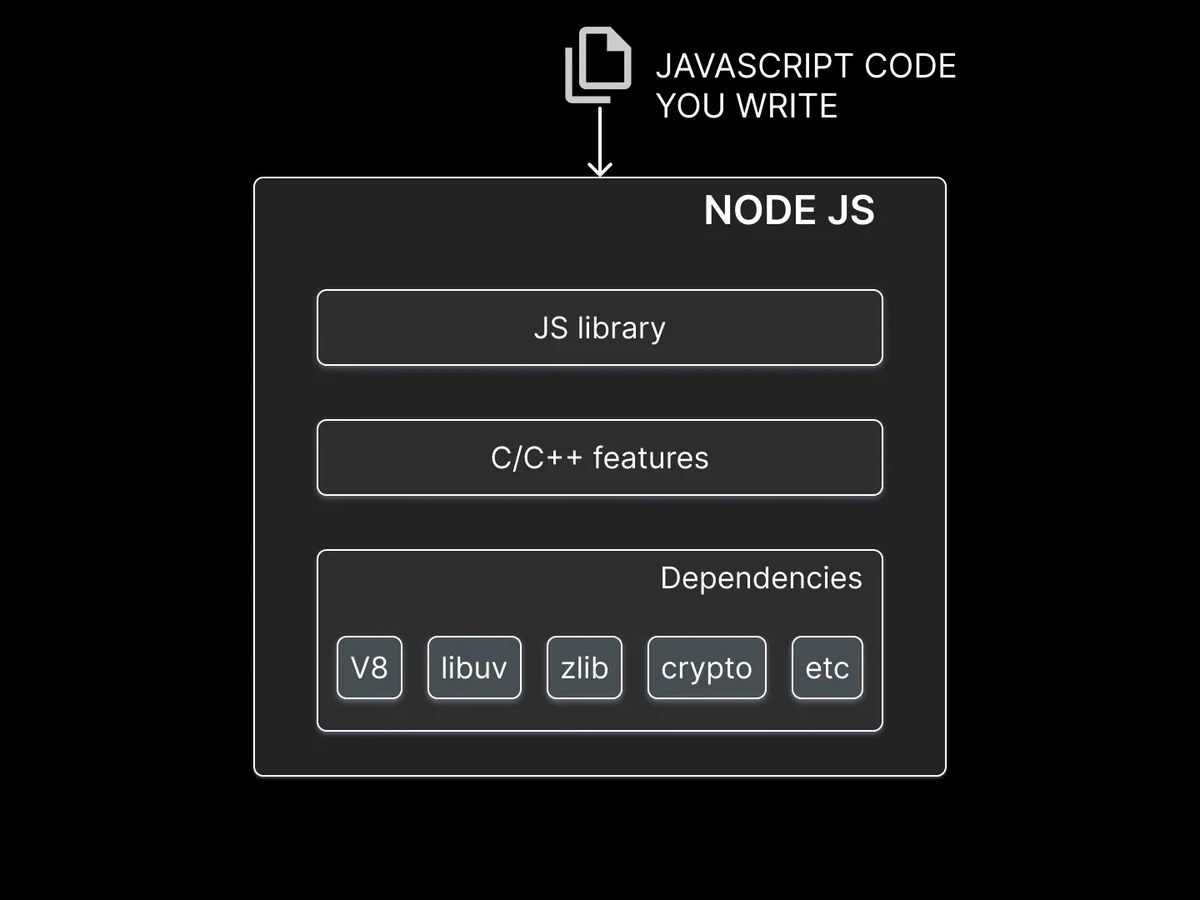 JAVASCRIPT CODE
YOU WRITE
NODE JS
JS library
C/C++ features
Dependencies
V8 libuv zlib crypto etc